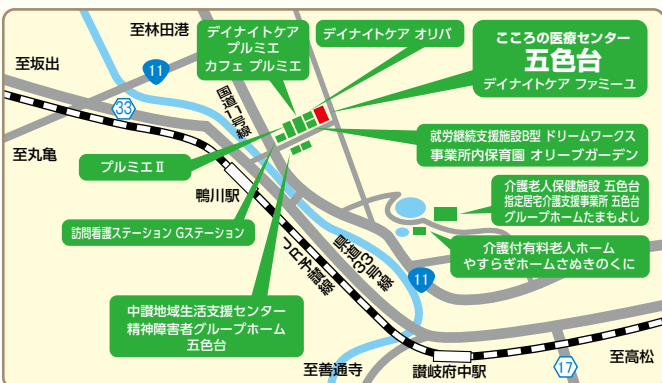 至林田港
デイナイトケア
プルミエ
カフェ プルミエ
デイナイトケア オリバ
こころの医療センター
五色台
デイナイトケア ファミーユ
至坂出
11
33
国道11号線
就労継続支援施設B型 ドリームワークス
事業所内保育園 オリーブガーデン
至丸亀
プルミエⅡ
鴨川駅
介護老人保健施設 五色台
指定居宅介護支援事業所 五色台
グループホームたまもよし
訪問看護ステーション Gステーション
JR予讃線
県道33号線
介護付有料老人ホーム
やすらぎホームさぬきのくに
11
中讃地域生活支援センター
精神障害者グループホーム
五色台
至善通寺
讃岐府中駅
17
至高松